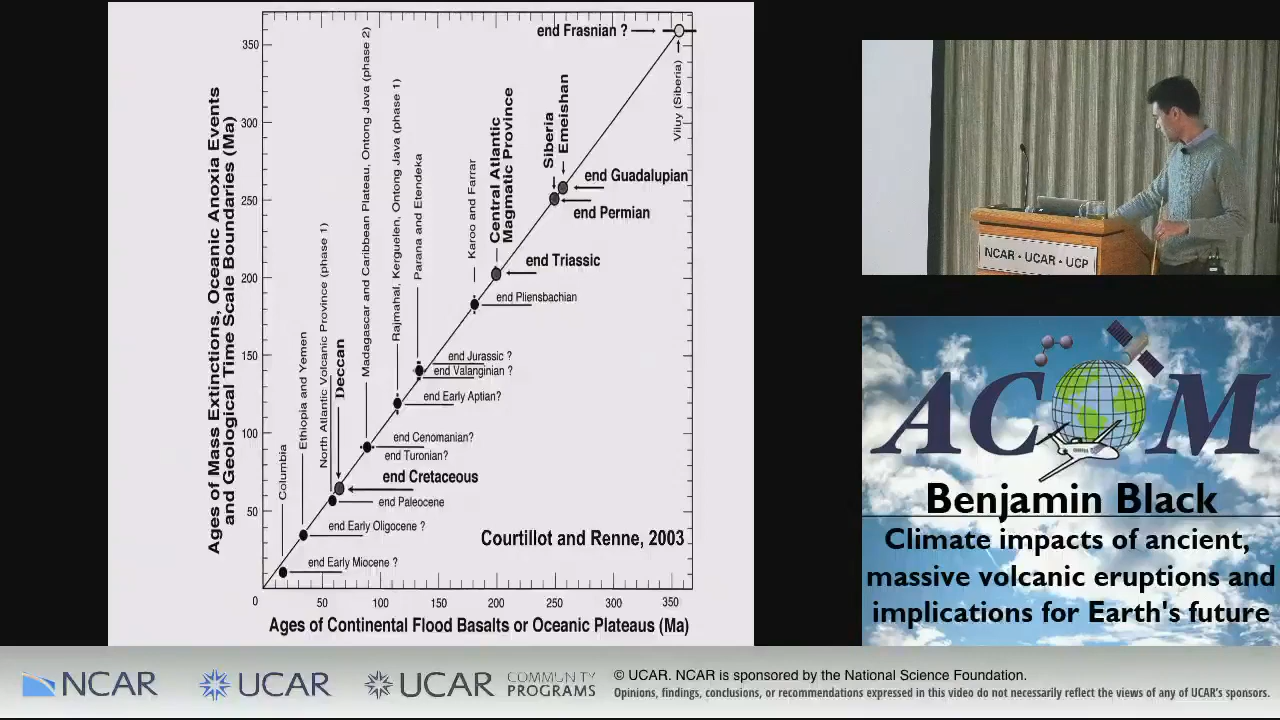 Ages of Mass Extinctions, Oceanic Anoxia Events
and Geological Time Scale Boundaries (Ma)
350
300
250
200
150
100
50
0
50
100
150
200
250
300
350
Ages of Continental Flood Basalts or Oceanic Plateaus (Ma)
Columbia
Ethiopia and Yemen
North Atlantic Volcanic Province (phase 1)
Deccan
Madagascar and Caribbean Plateau, Ontong Java (phase 2)
Rajmahal, Kerguelen, Ontong Java (phase 1)
Parana and Etendeka
Karoo and Farrar
Central Atlantic
Magmatic Province
Siberia
Emeishan
Viluy (Siberia)
end Frasnian ?
end Guadalupian
end Permian
end Triassic
end Pliensbachian
end Jurassic ?
end Valanginian ?
end Early Aptian?
end Cenomanian?
end Turonian?
end Cretaceous
end Paleocene
end Early Oligocene ?
end Early Miocene ?
Courtillot and Renne, 2003
NCAR • UCAR • UCP
ACOM
Benjamin Black
Climate impacts of ancient,
massive volcanic eruptions and
implications for Earth's future
NCAR
UCAR
UCAR
COMMUNITY
PROGRAMS
© UCAR. NCAR is sponsored by the National Science Foundation.
Opinions, findings, conclusions, or recommendations expressed in this video do not necessarily reflect the views of any of UCAR's sponsors.